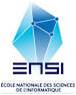 ENSI
ÉCOLE NATIONALE DES SCIENCES
DE L'INFORMATIQUE